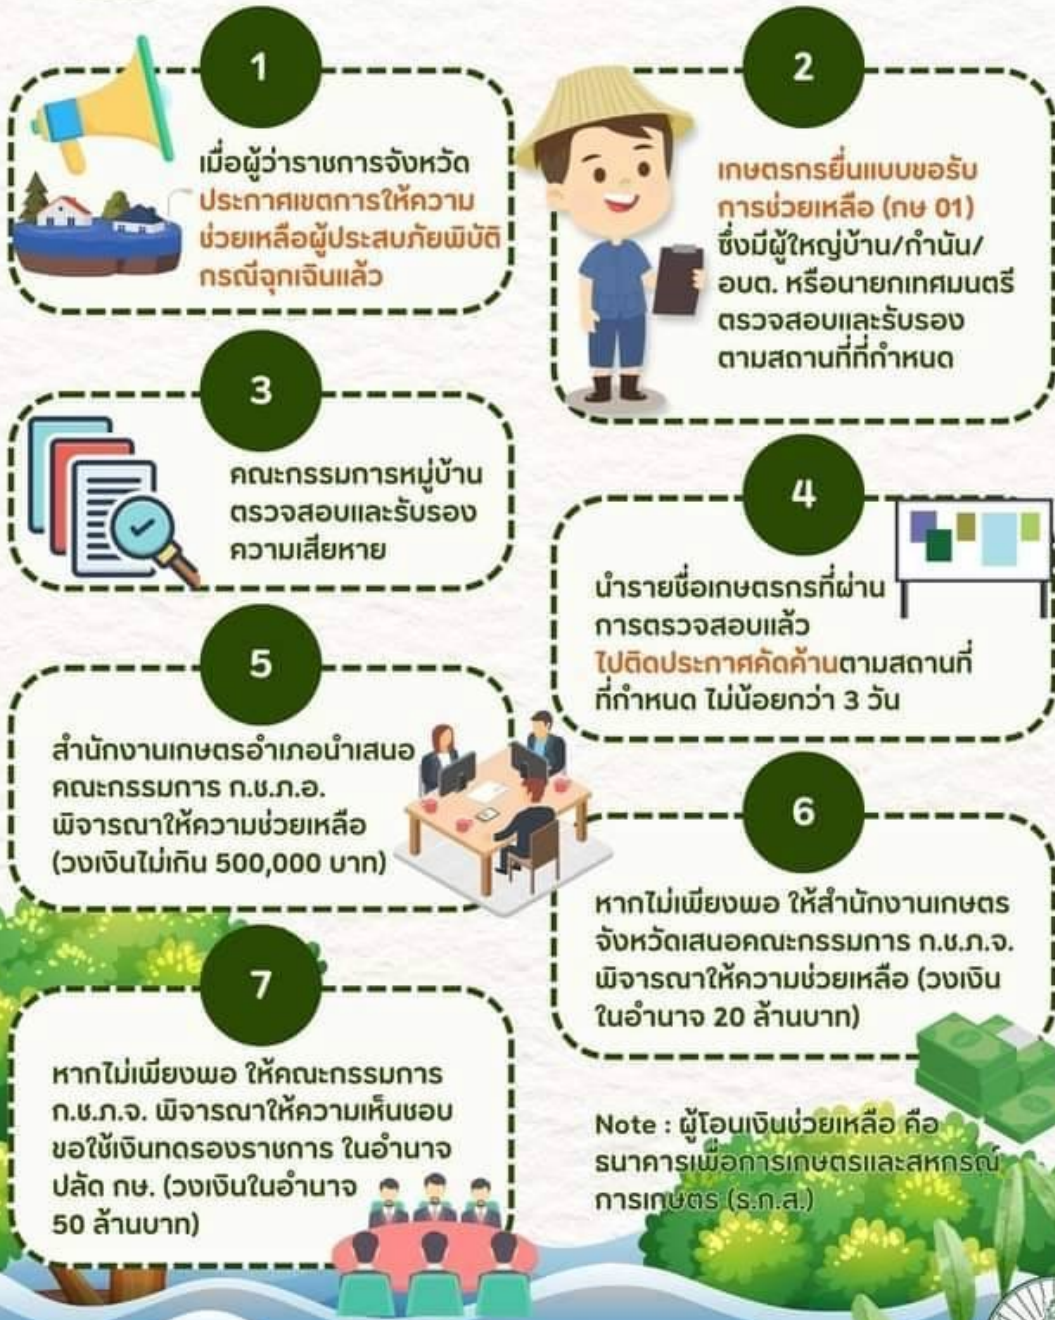 1
เมื่อผู้ว่าราชการจังหวัด
ประกาศเขตการให้ความ
ช่วยเหลือผู้ประสบภัยพิบัติ
กรณีฉุกเฉินแล้ว
2
เกษตรกรยื่นแบบขอรับ
การช่วยเหลือ (กษ 01)
ซึ่งมีผู้ใหญ่บ้าน/กำนัน/
อบต. หรือนายกเทศมนตรี
ตรวจสอบและรับรอง
ตามสถานที่ที่กำหนด
3
คณะกรรมการหมู่บ้าน
ตรวจสอบและรับรอง
ความเสียหาย
4
นำรายชื่อเกษตรกรที่ผ่าน
การตรวจสอบแล้ว
ไปติดประกาศคัดค้านตามสถานที่
ที่กำหนด ไม่น้อยกว่า 3 วัน
5
สำนักงานเกษตรอำเภอนำเสนอ
คณะกรรมการ ก.ช.ภ.อ.
พิจารณาให้ความช่วยเหลือ
(วงเงินไม่เกิน 500,000 บาท)
6
หากไม่เพียงพอ ให้สำนักงานเกษตร
จังหวัดเสนอคณะกรรมการ ก.ช.ภ.จ.
พิจารณาให้ความช่วยเหลือ (วงเงิน
ในอำนาจ 20 ล้านบาท)
7
หากไม่เพียงพอ ให้คณะกรรมการ
ก.ช.ภ.จ. พิจารณาให้ความเห็นชอบ
ขอใช้เงินทดรองราชการ ในอำนาจ
ปลัด กษ. (วงเงินในอำนาจ
50 ล้านบาท)
Note : ผู้โอนเงินช่วยเหลือ คือ
ธนาคารเพื่อการเกษตรและสหกรณ์
การเกษตร (ธ.ก.ส.)